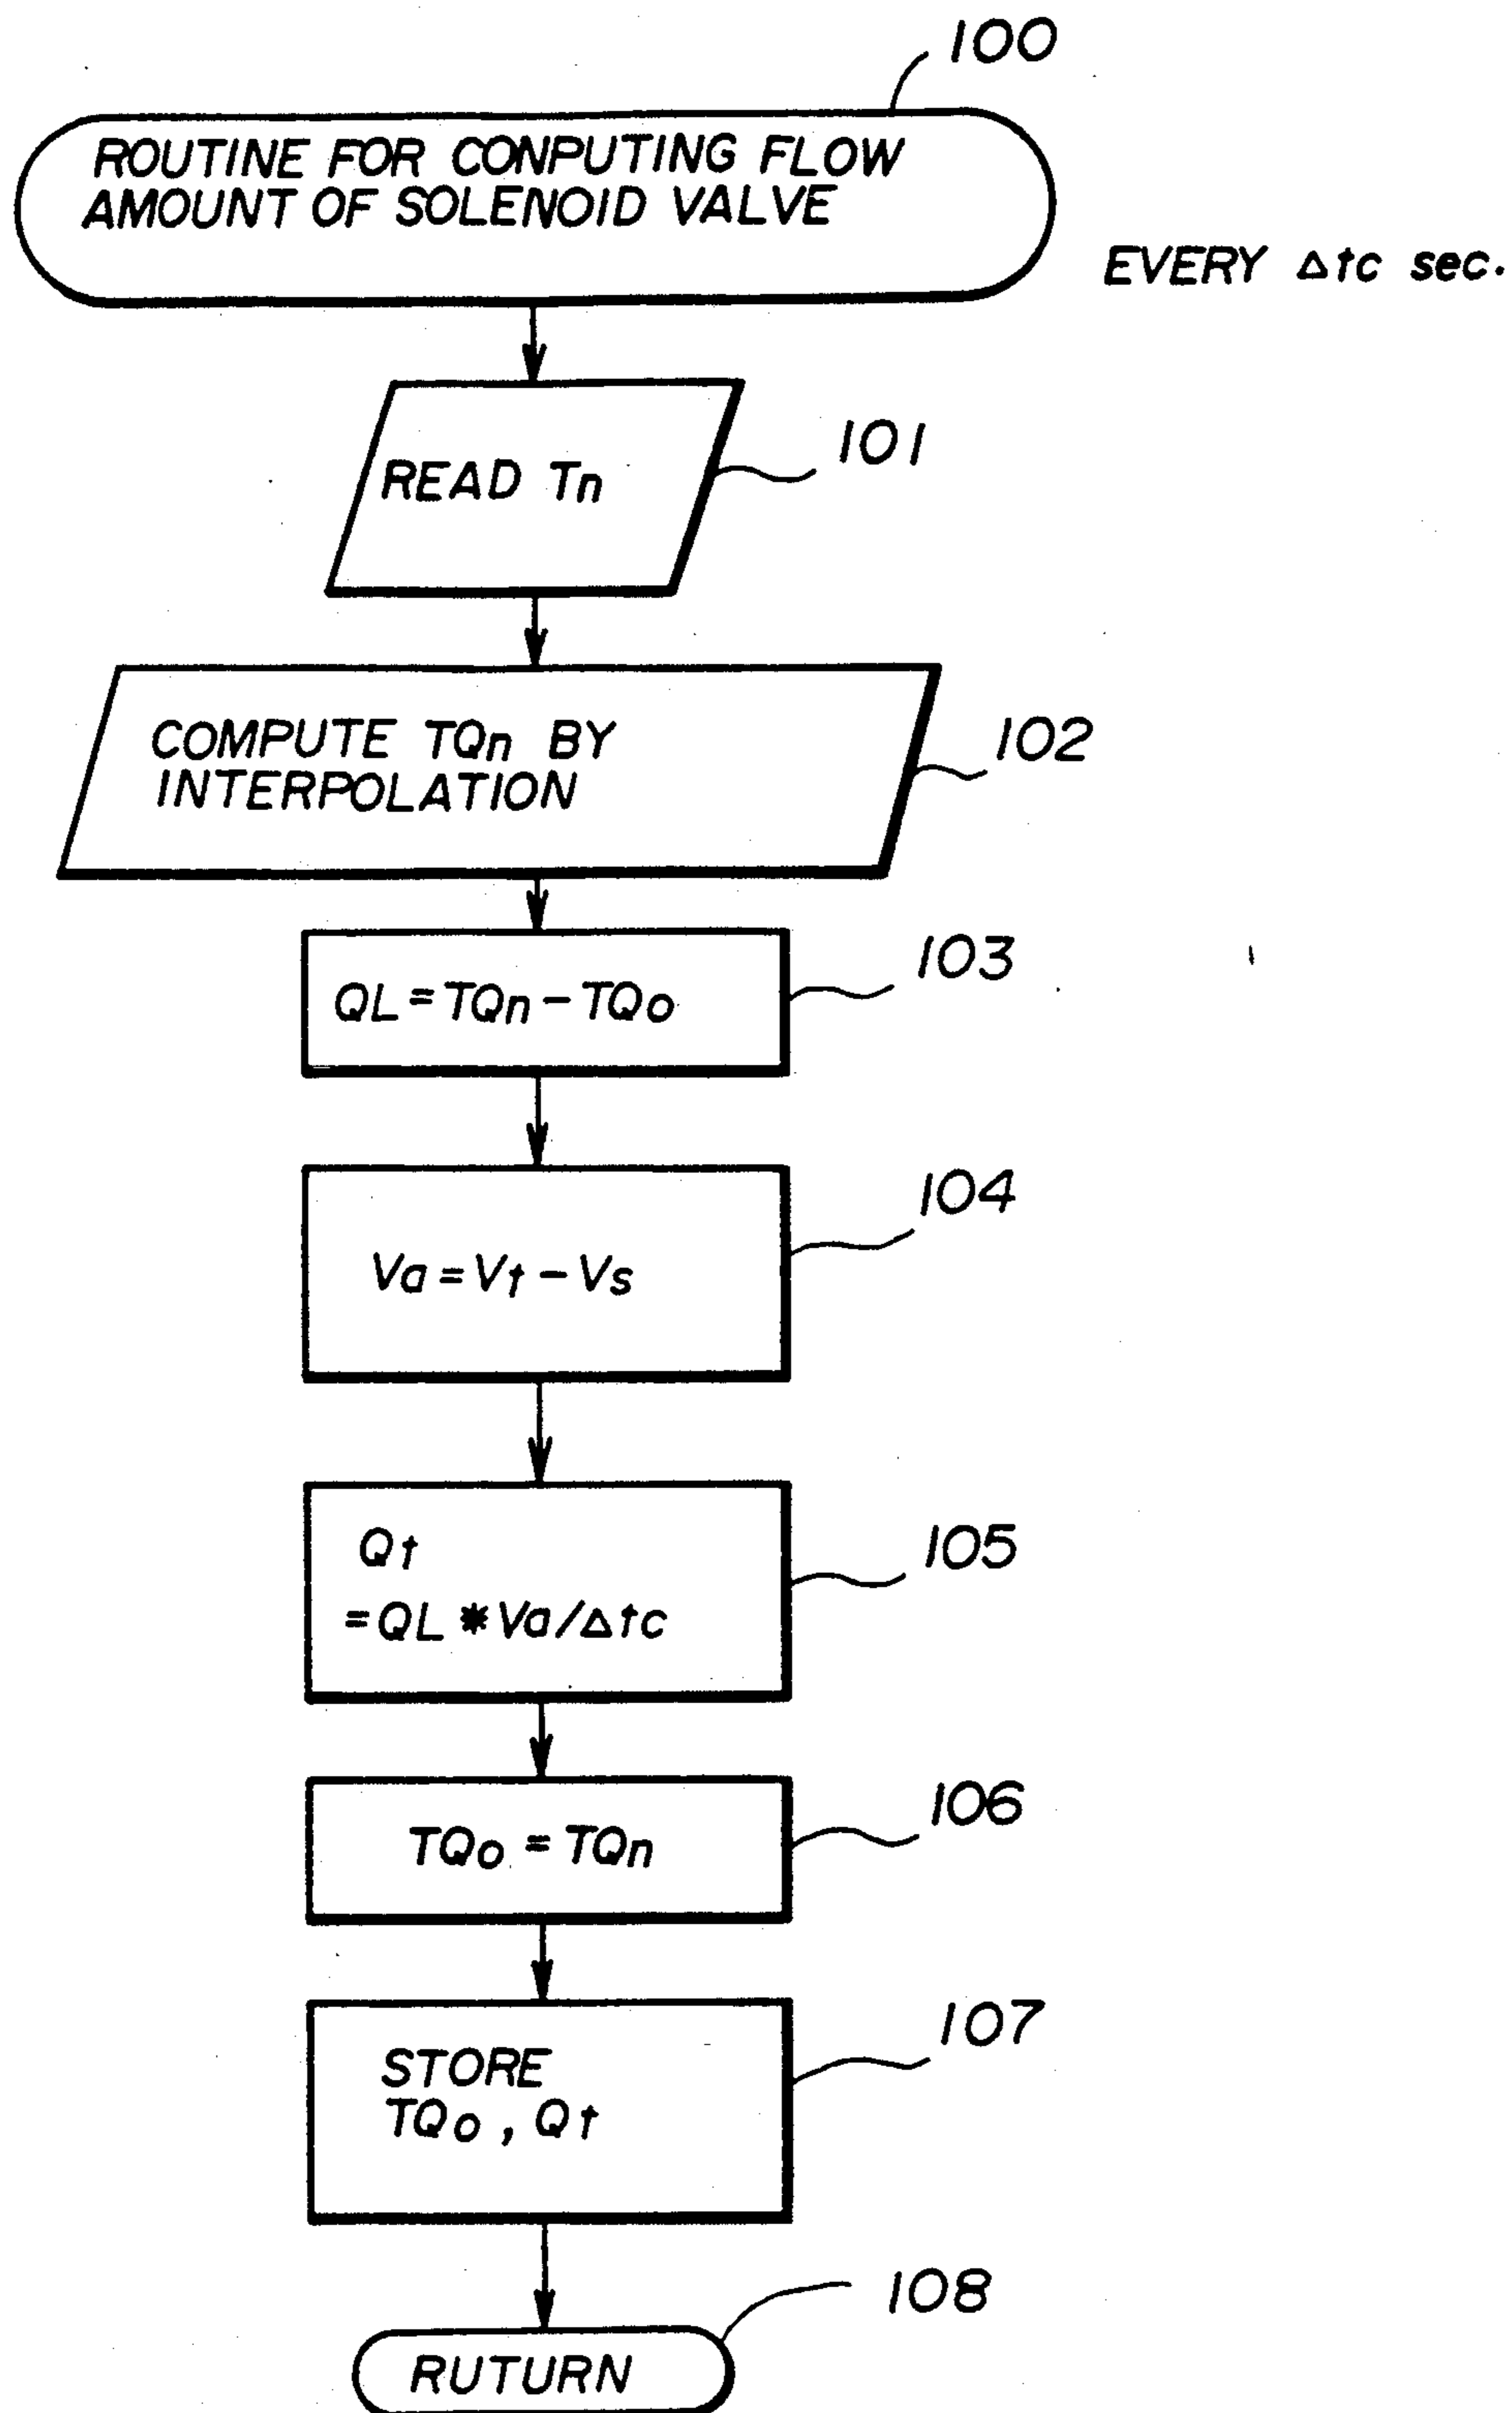 100
ROUTINE FOR CONPUTING FLOW
AMOUNT OF SOLENOID VALVE
EVERY Δtc sec.
READ Tn
101
COMPUTE TQn BY
INTERPOLATION
102
QL = TQn - TQo
103
Va = Vt - Vs
104
Qt
= QL * Va/Δtc
105
TQo = TQn
106
STORE
TQo , Qt
107
RUTURN
108